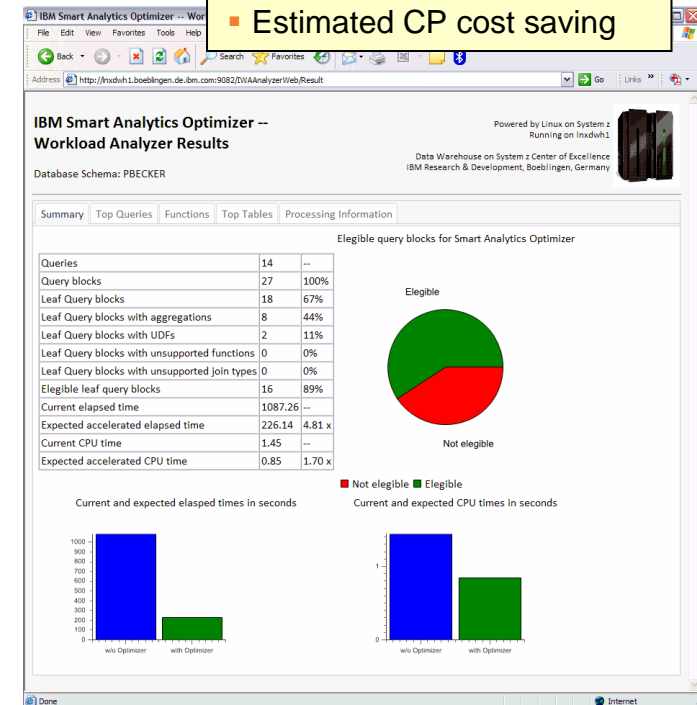 ▪ Estimated CP cost saving
IBM Smart Analytics Optimizer -- Wor
File Edit View Favorites Tools Help
Back Search Favorites
Address http://lnxdwh1.boeblingen.de.ibm.com:9082/IWAAnalyzerWeb/Result Go Links »
IBM Smart Analytics Optimizer --
Workload Analyzer Results
Database Schema: PBECKER
Powered by Linux on System z
Running on lnxdwh1
Data Warehouse on System z Center of Excellence
IBM Research & Development, Boeblingen, Germany
Summary Top Queries Functions Top Tables Processing Information
Elegible query blocks for Smart Analytics Optimizer
Queries 14 --
Query blocks 27 100%
Leaf Query blocks 18 67%
Leaf Query blocks with aggregations 8 44%
Leaf Query blocks with UDFs 2 11%
Leaf Query blocks with unsupported functions 0 0%
Leaf Query blocks with unsupported join types 0 0%
Elegible leaf query blocks 16 89%
Current elapsed time 1087.26 --
Expected accelerated elapsed time 226.14 4.81 x
Current CPU time 1.45 --
Expected accelerated CPU time 0.85 1.70 x
Elegible
Not elegible
Not elegible Elegible
Current and expected elasped times in seconds
1000
900
800
700
600
500
400
300
200
100
0
w/o Optimizer with Optimizer
Current and expected CPU times in seconds
1
0
w/o Optimizer with Optimizer
Done Internet